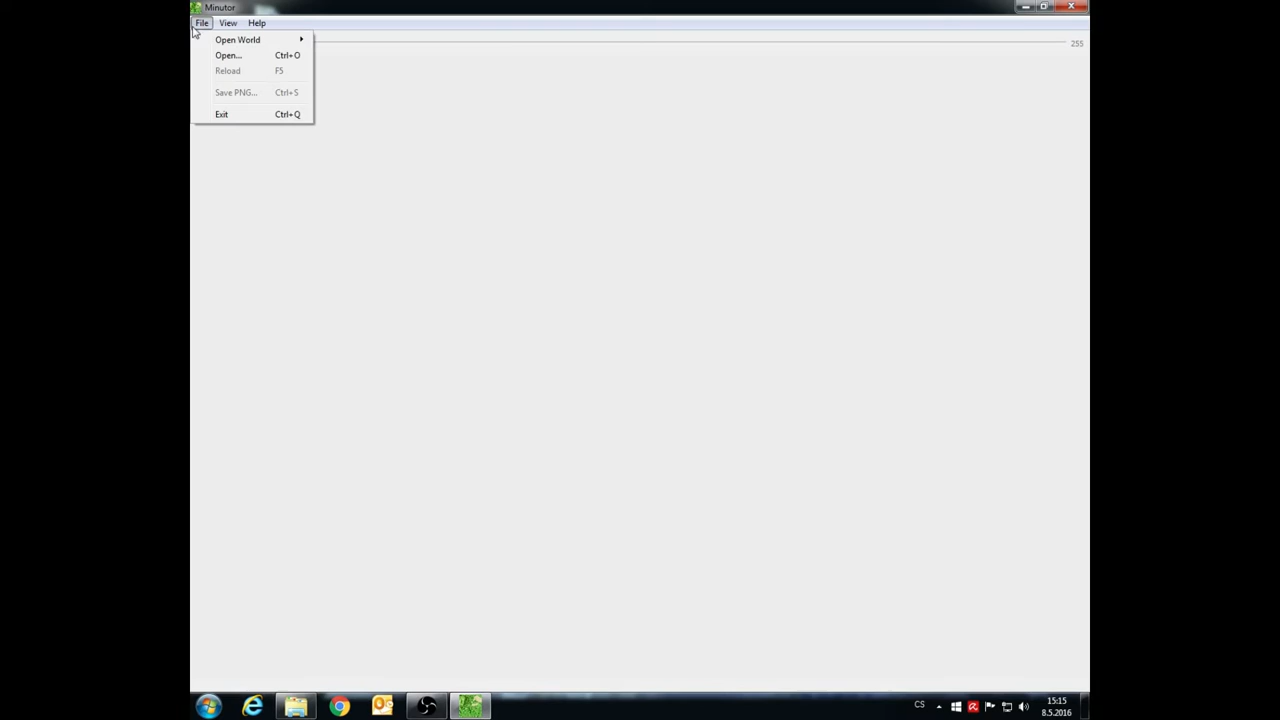 Minutor
File View Help
Open World
Open... Ctrl+O
Reload F5
Save PNG... Ctrl+S
Exit Ctrl+Q
255
CS
15:15
8.5.2016